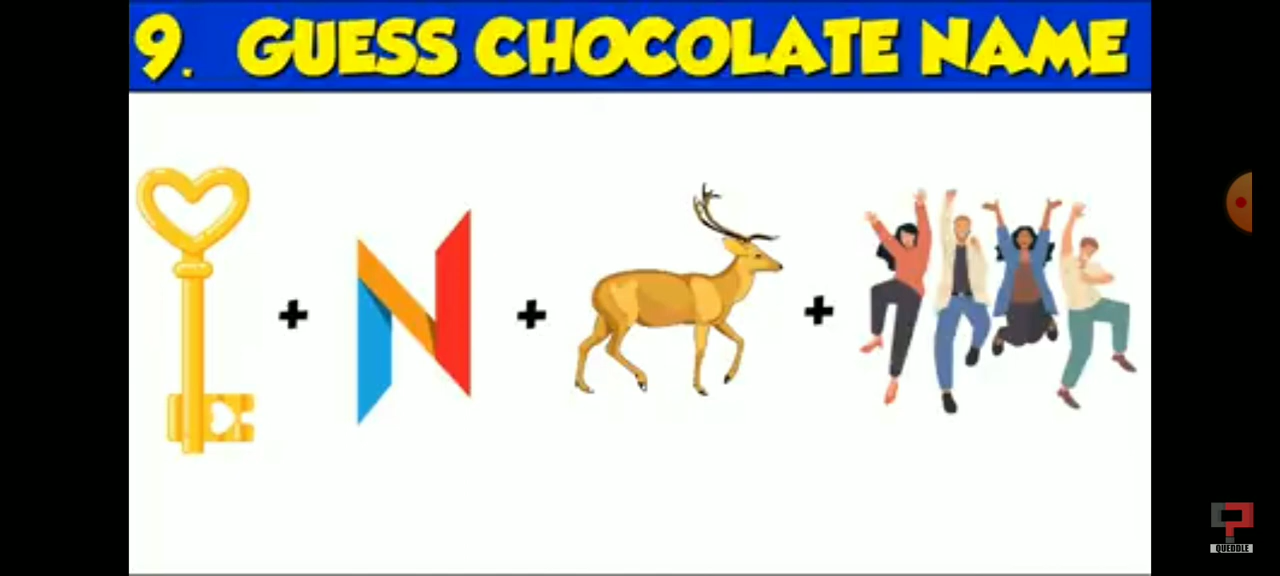 9. GUESS CHOCOLATE NAME
+ N + +
QUEDDLE